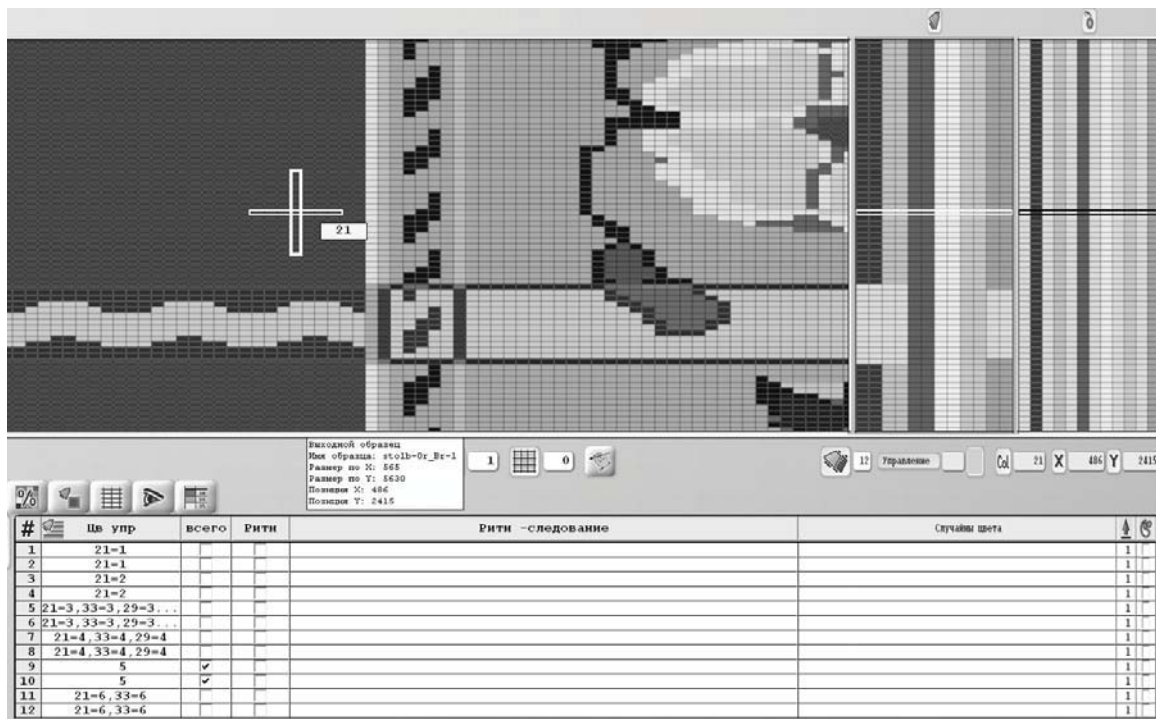 21
Выходной образец
Имя образца: stolb-Or_Br-1
Размер по X: 565
Размер по Y: 5630
Позиция X: 486
Позиция Y: 2415
1 0 12 Управление Col 21 X 486 Y 2415
# Цв упр всего Ритн Ритн -следование Случайны цвета
1 21=1 1
2 21=1 1
3 21=2 1
4 21=2 1
5 21=3,33=3,29=3... 1
6 21=3,33=3,29=3... 1
7 21=4,33=4,29=4 1
8 21=4,33=4,29=4 1
9 5 1
10 5 1
11 21=6,33=6 1
12 21=6,33=6 1